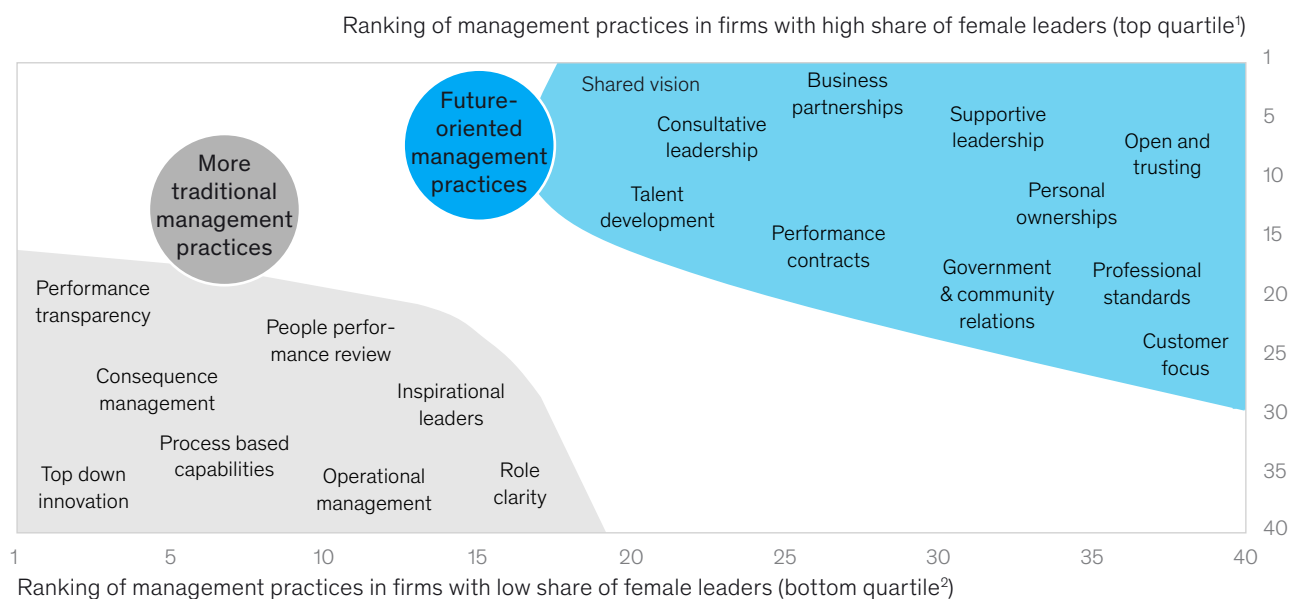 Ranking of management practices in firms with high share of female leaders (top quartile¹)
1
5
10
15
20
25
30
35
40
Future-
oriented
management
practices
More
traditional
management
practices
Shared vision
Business
partnerships
Consultative
leadership
Supportive
leadership
Open and
trusting
Talent
development
Personal
ownerships
Performance
contracts
Government
& community
relations
Professional
standards
Customer
focus
Performance
transparency
People perfor-
mance review
Consequence
management
Inspirational
leaders
Process based
capabilities
Top down
innovation
Operational
management
Role
clarity
1
5
10
15
20
25
30
35
40
Ranking of management practices in firms with low share of female leaders (bottom quartile²)